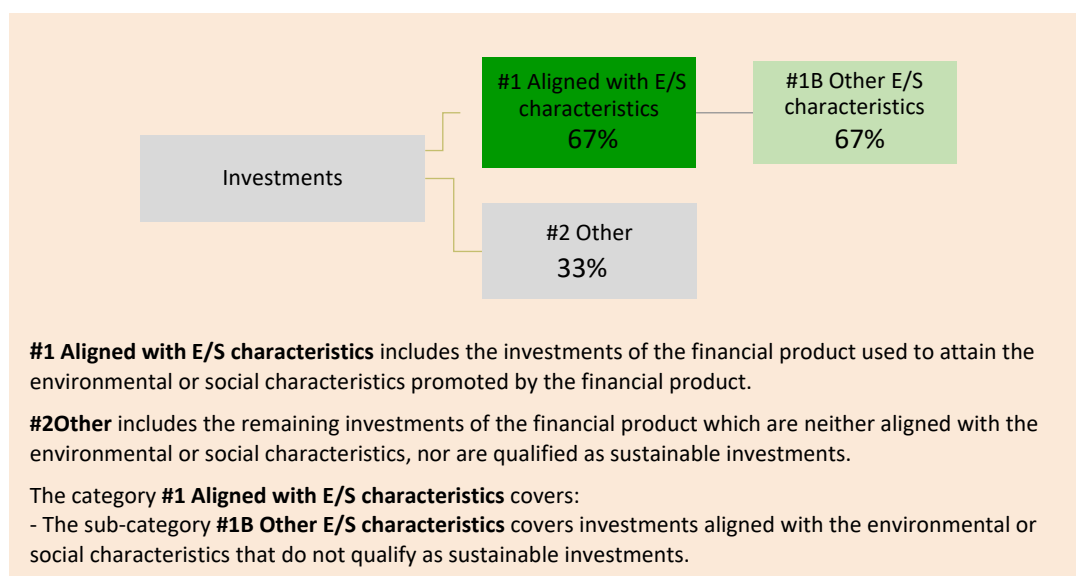 #1 Aligned with E/S
characteristics
67%
#1B Other E/S
characteristics
67%
Investments
#2 Other
33%
#1 Aligned with E/S characteristics includes the investments of the financial product used to attain the
environmental or social characteristics promoted by the financial product.
#2Other includes the remaining investments of the financial product which are neither aligned with the
environmental or social characteristics, nor are qualified as sustainable investments.
The category #1 Aligned with E/S characteristics covers:
- The sub-category #1B Other E/S characteristics covers investments aligned with the environmental or
social characteristics that do not qualify as sustainable investments.